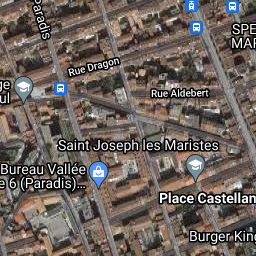 Paradis
SPE
MAR
Rue Dragon
Rue Aldebert
ge
ul
Saint Joseph les Maristes
Bureau Vallée
e 6 (Paradis)...
Place Castellan
Burger King